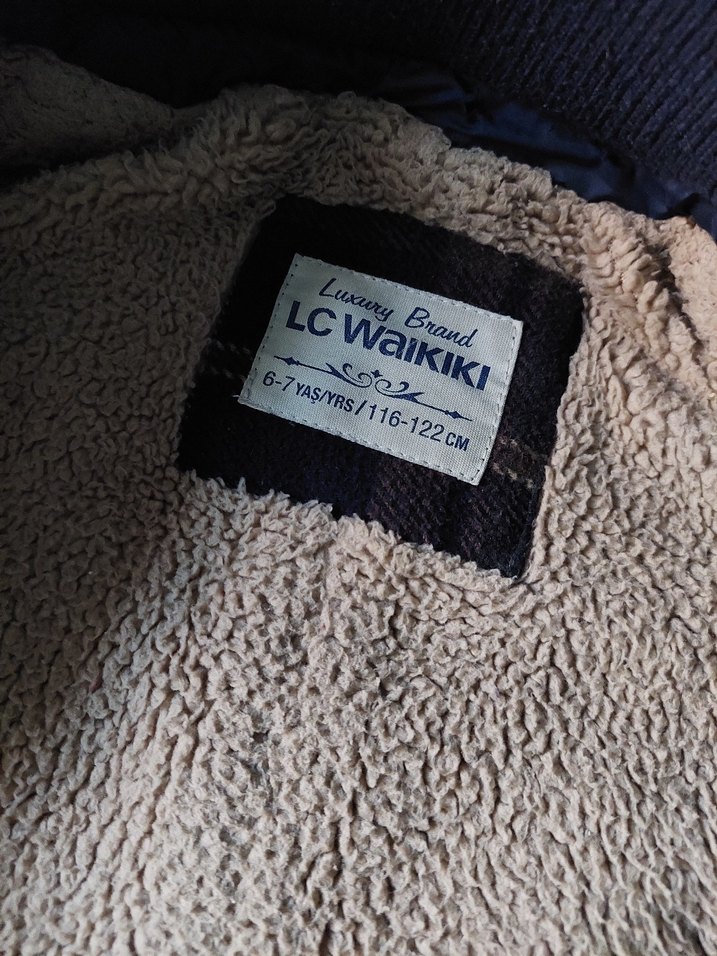 Luxury Brand
LC WaIKIKI
6-7 YAŞ/YRS/116-122 CM